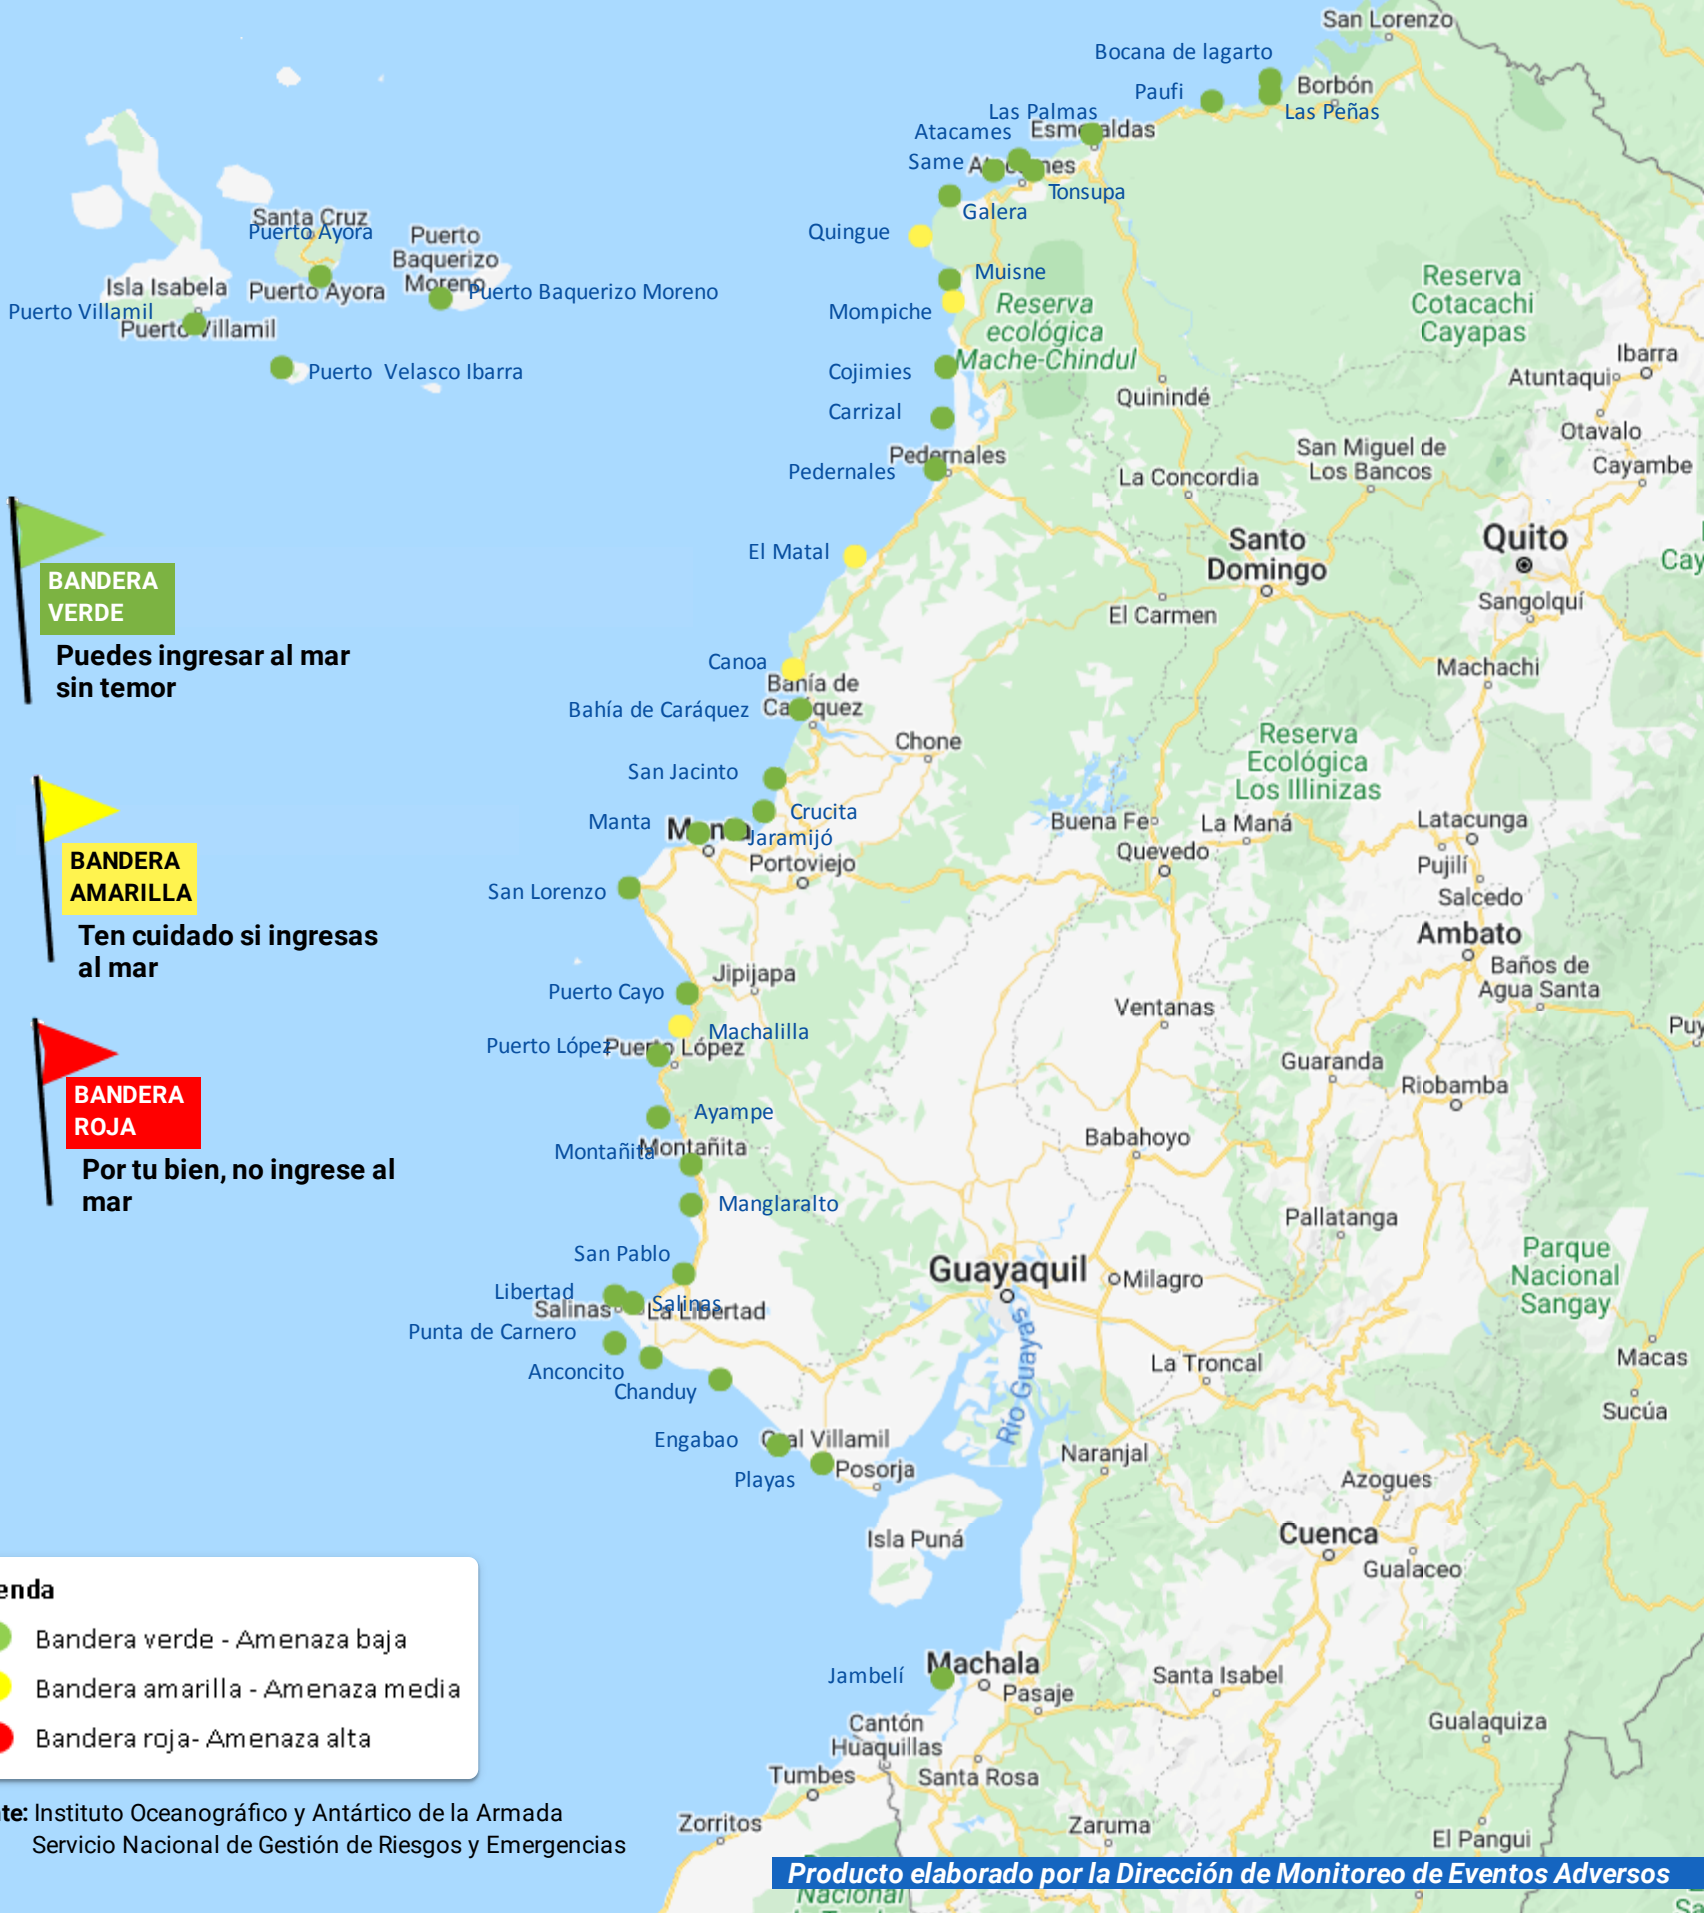 San Lorenzo
Bocana de lagarto
Borbón
Paufi
Las Peñas
Las Palmas
Esmeraldas
Atacames
Same
Atacames
Tonsupa
Galera
Quingue
Muisne
Mompiche
Reserva
ecológica
Mache-Chindul
Cojimies
Carrizal
Pedernales
Pedernales
El Matal
Canoa
Bahía de
Caráquez
Bahía de Caráquez
San Jacinto
Crucita
Manta
Manta
Jaramijó
Portoviejo
San Lorenzo
Jipijapa
Puerto Cayo
Machalilla
Puerto López
Puerto López
Ayampe
Montañita
Montañita
Manglaralto
San Pablo
Libertad
Salinas
Salinas
La Libertad
Punta de Carnero
Anconcito
Chanduy
Engabao
Gral Villamil
Playas
Posorja
Isla Puná
Jambelí
Machala
Pasaje
Cantón
Huaquillas
Tumbes
Santa Rosa
Zorritos
Zaruma
Santa Cruz
Puerto Ayora
Puerto Ayora
Puerto
Baquerizo
Moreno
Puerto Baquerizo Moreno
Isla Isabela
Puerto Villamil
Puerto Villamil
Puerto Velasco Ibarra
Reserva
Cotacachi
Cayapas
Ibarra
Atuntaqui
Otavalo
Cayambe
Quinindé
San Miguel de
Los Bancos
La Concordia
Santo
Domingo
Quito
Cay
El Carmen
Sangolquí
Machachi
Chone
Reserva
Ecológica
Los Illinizas
Buena Fe
La Maná
Latacunga
Quevedo
Pujilí
Salcedo
Ambato
Baños de
Agua Santa
Ventanas
Puy
Guaranda
Riobamba
Babahoyo
Pallatanga
Guayaquil
Milagro
Parque
Nacional
Sangay
Río Guayas
La Troncal
Macas
Sucúa
Naranjal
Azogues
Cuenca
Gualaceo
Santa Isabel
Gualaquiza
El Pangui
Nacional
BANDERA
VERDE
Puedes ingresar al mar
sin temor
BANDERA
AMARILLA
Ten cuidado si ingresas
al mar
BANDERA
ROJA
Por tu bien, no ingrese al
mar
enda
Bandera verde - Amenaza baja
Bandera amarilla - Amenaza media
Bandera roja- Amenaza alta
te: Instituto Oceanográfico y Antártico de la Armada
Servicio Nacional de Gestión de Riesgos y Emergencias
Producto elaborado por la Dirección de Monitoreo de Eventos Adversos